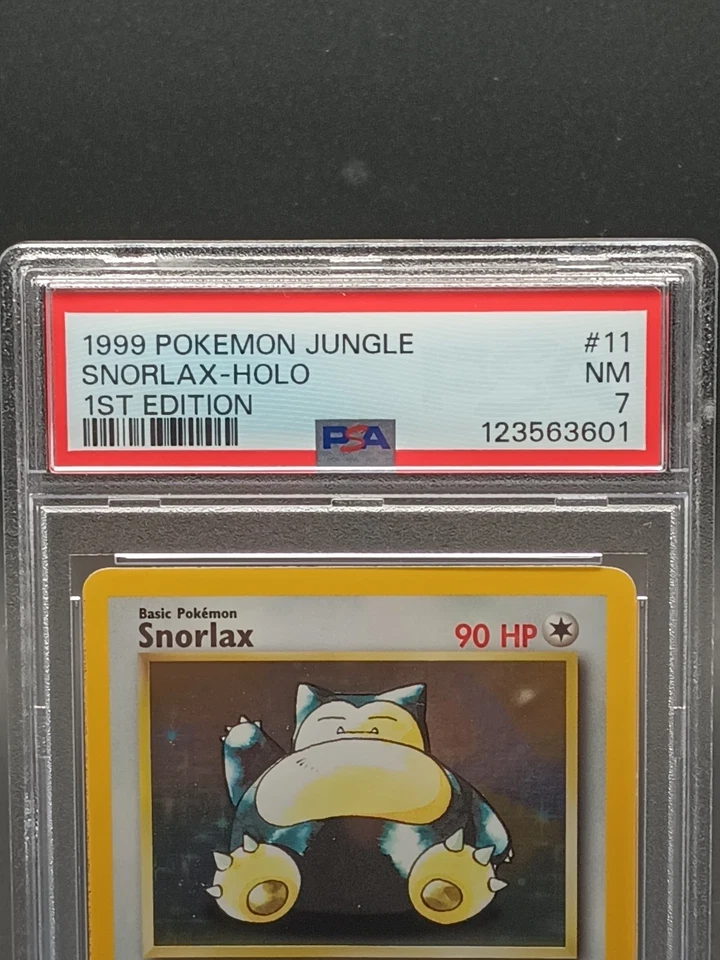 1999 POKEMON JUNGLE #11
SNORLAX-HOLO NM
1ST EDITION 7
PSA 123563601
Basic Pokémon
Snorlax 90 HP